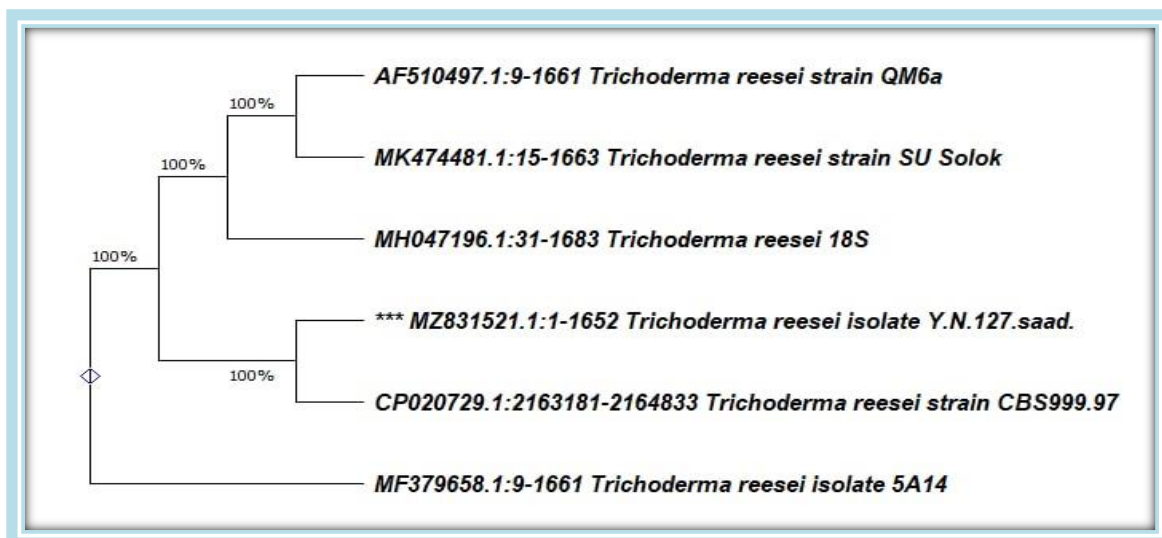 AF510497.1:9-1661 Trichoderma reesei strain QM6a
100%
MK474481.1:15-1663 Trichoderma reesei strain SU Solok
100%
MH047196.1:31-1683 Trichoderma reesei 18S
100%
*** MZ831521.1:1-1652 Trichoderma reesei isolate Y.N.127.saad.
100%
CP020729.1:2163181-2164833 Trichoderma reesei strain CBS999.97
MF379658.1:9-1661 Trichoderma reesei isolate 5A14